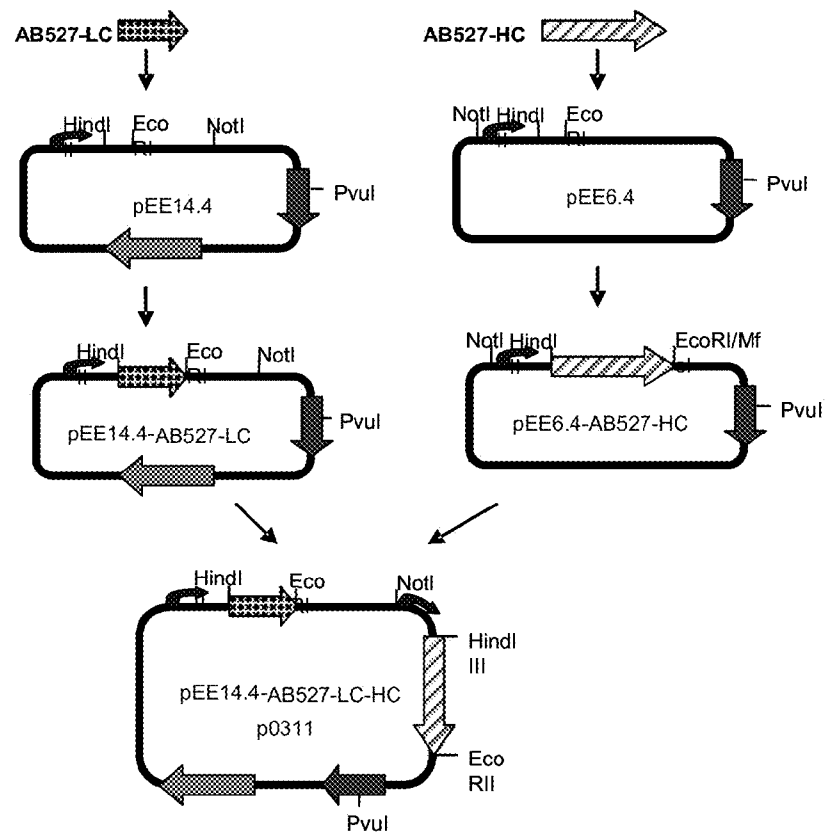 AB527-LC
AB527-HC
HindI
II
Eco
RI
NotI
PvuI
pEE14.4
NotI
HindI
II
Eco
RI
PvuI
pEE6.4
HindI
II
Eco
RI
NotI
PvuI
pEE14.4-AB527-LC
NotI
HindI
II
EcoRI/Mf
PvuI
pEE6.4-AB527-HC
HindI
II
Eco
RI
NotI
HindI
III
pEE14.4-AB527-LC-HC
p0311
Eco
RII
PvuI